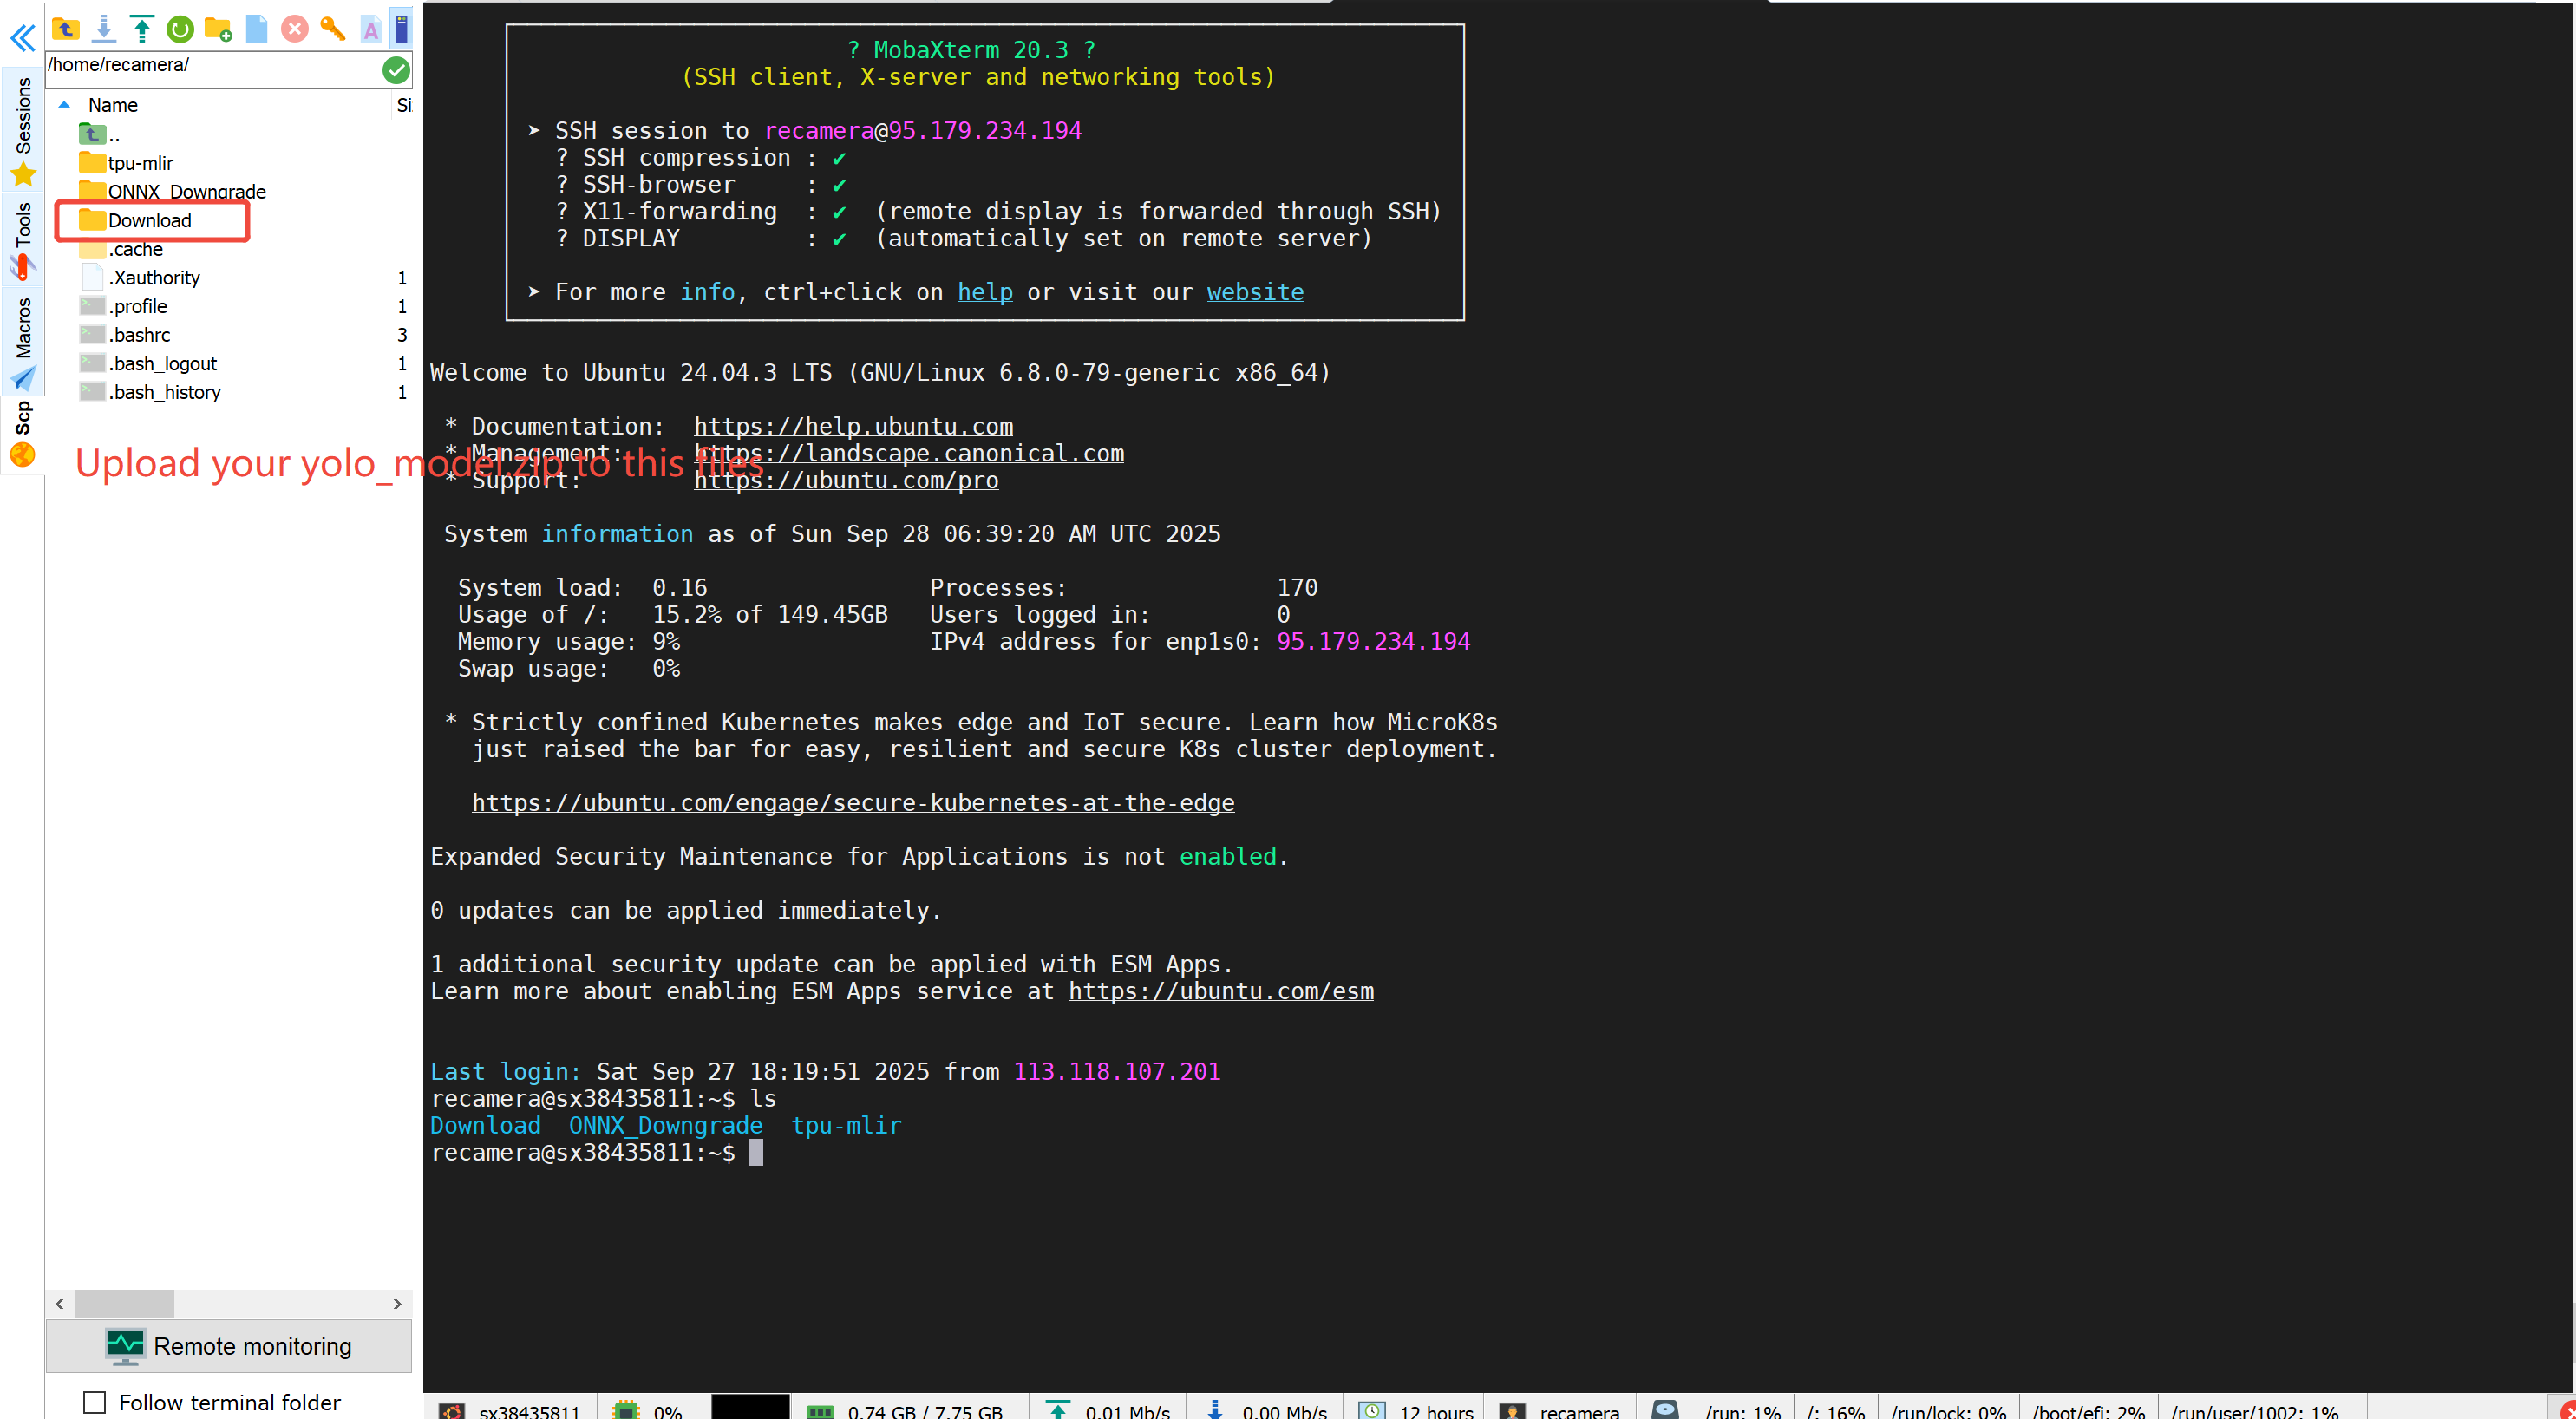 /home/recamera/
Name Si
..
tpu-mlir
ONNX_Downgrade
Download
.cache
.Xauthority 1
.profile 1
.bashrc 3
.bash_logout 1
.bash_history 1
Sessions
Tools
Macros
Scp
Upload your yolo_model.zip to this files
Remote monitoring
Follow terminal folder
? MobaXterm 20.3 ?
(SSH client, X-server and networking tools)
➤ SSH session to recamera@95.179.234.194
? SSH compression : ✔
? SSH-browser : ✔
? X11-forwarding : ✔ (remote display is forwarded through SSH)
? DISPLAY : ✔ (automatically set on remote server)
➤ For more info, ctrl+click on help or visit our website
Welcome to Ubuntu 24.04.3 LTS (GNU/Linux 6.8.0-79-generic x86_64)
* Documentation: https://help.ubuntu.com
* Management: https://landscape.canonical.com
* Support: https://ubuntu.com/pro
System information as of Sun Sep 28 06:39:20 AM UTC 2025
System load: 0.16 Processes: 170
Usage of /: 15.2% of 149.45GB Users logged in: 0
Memory usage: 9% IPv4 address for enp1s0: 95.179.234.194
Swap usage: 0%
* Strictly confined Kubernetes makes edge and IoT secure. Learn how MicroK8s
just raised the bar for easy, resilient and secure K8s cluster deployment.
https://ubuntu.com/engage/secure-kubernetes-at-the-edge
Expanded Security Maintenance for Applications is not enabled.
0 updates can be applied immediately.
1 additional security update can be applied with ESM Apps.
Learn more about enabling ESM Apps service at https://ubuntu.com/esm
Last login: Sat Sep 27 18:19:51 2025 from 113.118.107.201
recamera@sx38435811:~$ ls
Download ONNX_Downgrade tpu-mlir
recamera@sx38435811:~$
sx38435811 0% 0.74 GB / 7.75 GB 0.01 Mb/s 0.00 Mb/s 12 hours recamera /run: 1% /: 16% /run/lock: 0% /boot/efi: 2% /run/user/1002: 1%